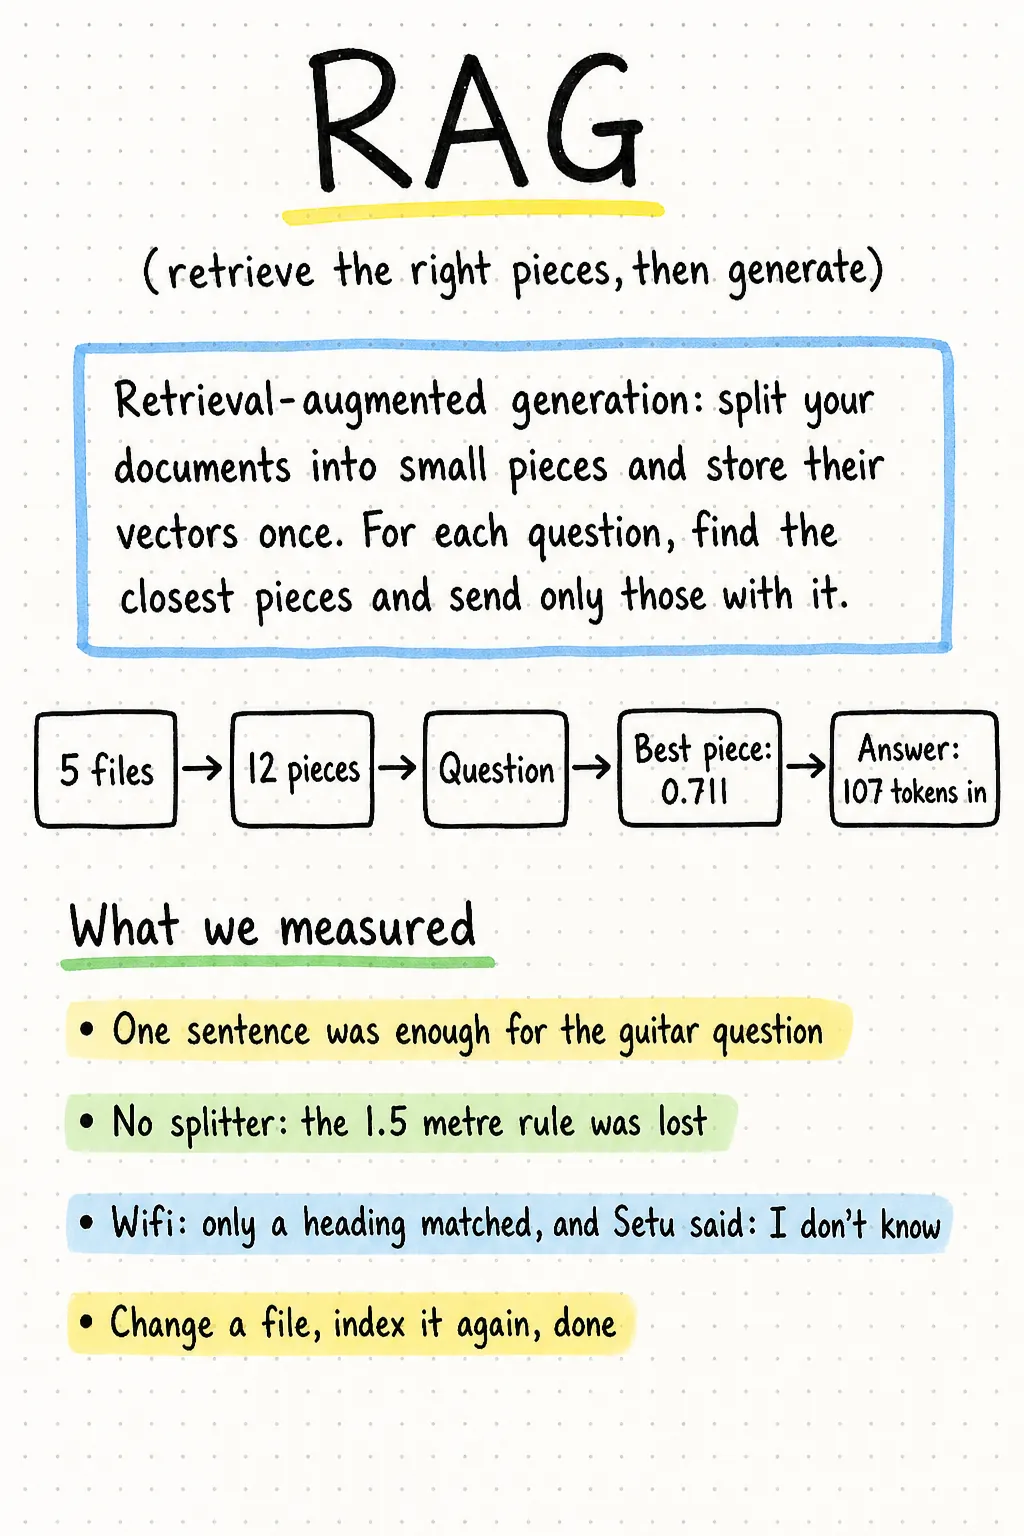 RAG
(retrieve the right pieces, then generate)
Retrieval-augmented generation: split your
documents into small pieces and store their
vectors once. For each question, find the
closest pieces and send only those with it.
5 files → 12 pieces → Question → Best piece: 0.711 → Answer: 107 tokens in
What we measured
• One sentence was enough for the guitar question
• No splitter: the 1.5 metre rule was lost
• Wifi: only a heading matched, and Setu said: I don't know
• Change a file, index it again, done